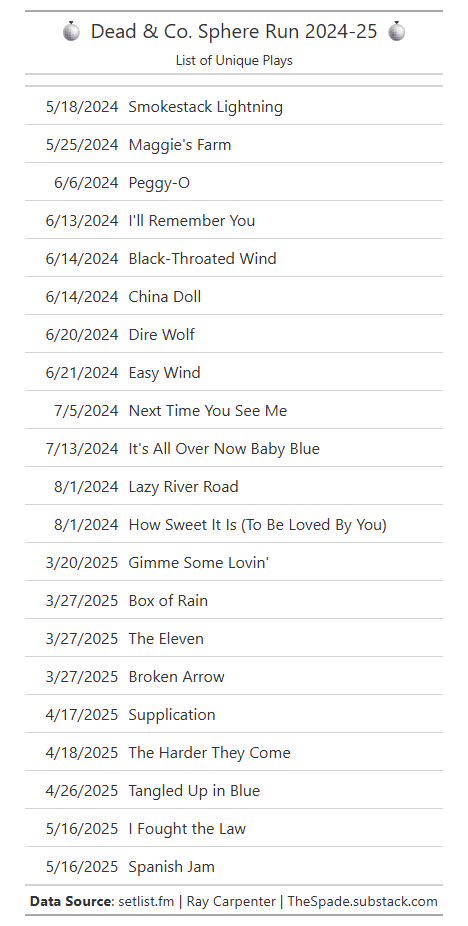 Dead & Co. Sphere Run 2024-25
List of Unique Plays
5/18/2024 Smokestack Lightning
5/25/2024 Maggie's Farm
6/6/2024 Peggy-O
6/13/2024 I'll Remember You
6/14/2024 Black-Throated Wind
6/14/2024 China Doll
6/20/2024 Dire Wolf
6/21/2024 Easy Wind
7/5/2024 Next Time You See Me
7/13/2024 It's All Over Now Baby Blue
8/1/2024 Lazy River Road
8/1/2024 How Sweet It Is (To Be Loved By You)
3/20/2025 Gimme Some Lovin'
3/27/2025 Box of Rain
3/27/2025 The Eleven
3/27/2025 Broken Arrow
4/17/2025 Supplication
4/18/2025 The Harder They Come
4/26/2025 Tangled Up in Blue
5/16/2025 I Fought the Law
5/16/2025 Spanish Jam
Data Source: setlist.fm | Ray Carpenter | TheSpade.substack.com